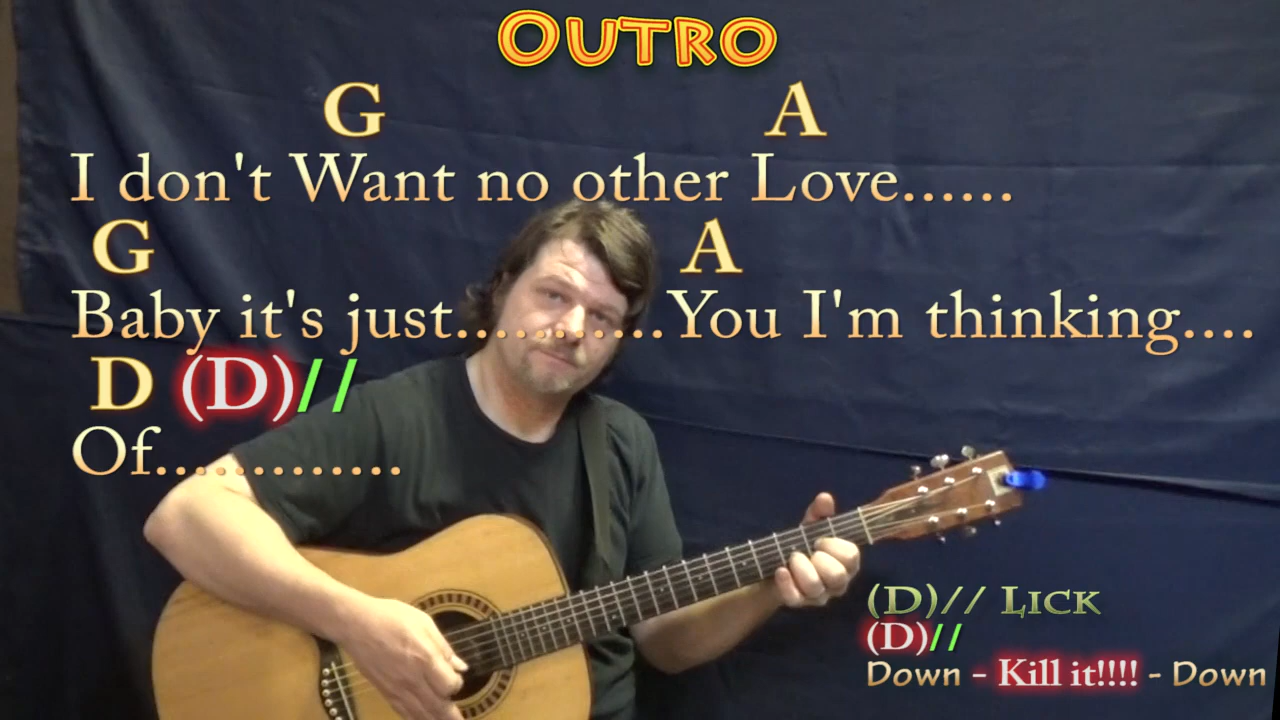 OUTRO
G A
I don't Want no other Love......
G A
Baby it's just..........You I'm thinking....
D (D)//
Of.............
(D)// LICK
(D)//
Down - Kill it!!!! - Down